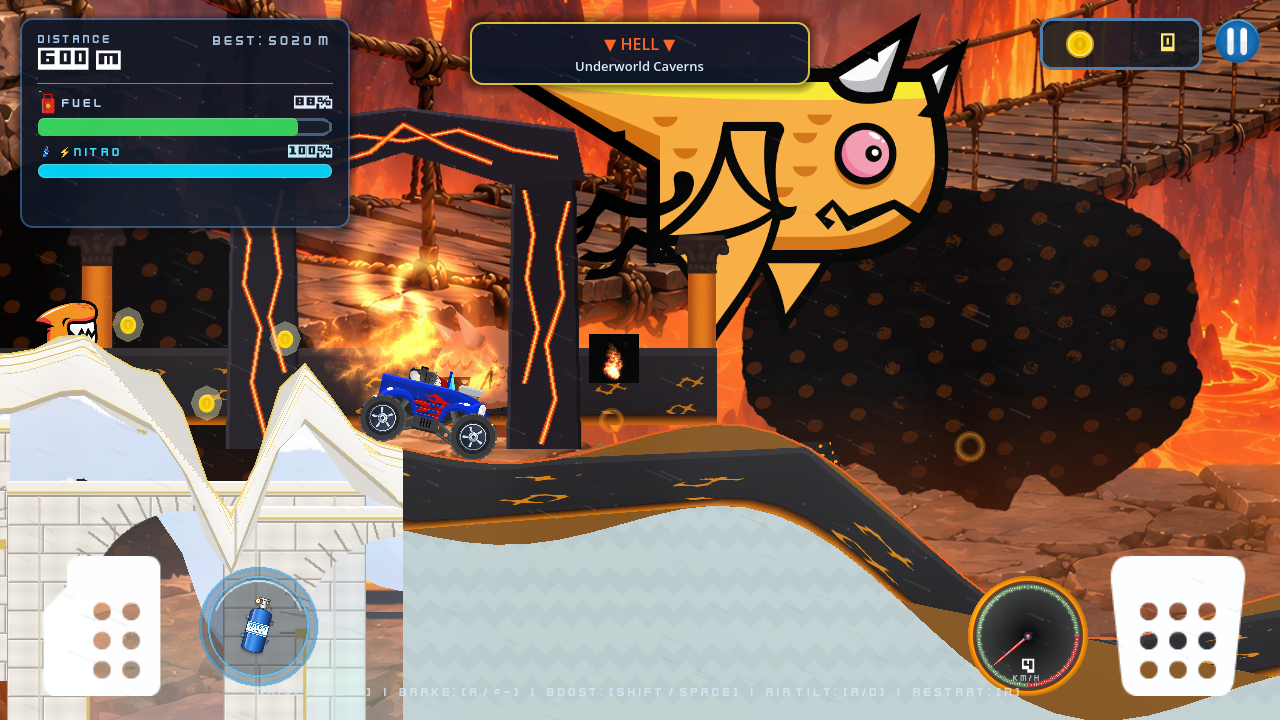 DISTANCE
BEST: 5020 M
600 m
FUEL
88%
⚡NITRO
100%
▼ HELL ▼
Underworld Caverns
0
4
KM/H
| BRAKE: [A / <-] | BOOST: [SHIFT / SPACE] | AIR TILT: [A/D] | RESTART: [R]